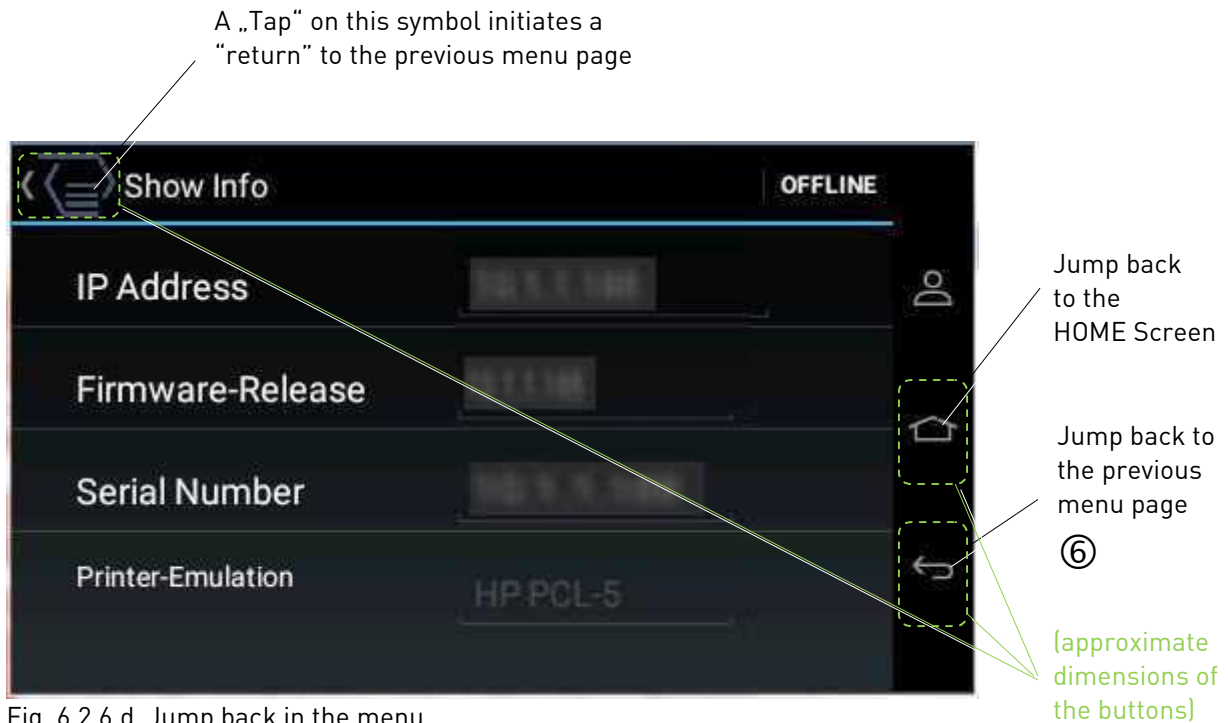 A „Tap“ on this symbol initiates a
“return” to the previous menu page
Show Info
OFFLINE
IP Address
Firmware-Release
Serial Number
Printer-Emulation
HP PCL-5
Jump back
to the
HOME Screen
Jump back to
the previous
menu page
⑥
(approximate
dimensions of
the buttons)
Fig. 6.2.6 d Jump back in the menu